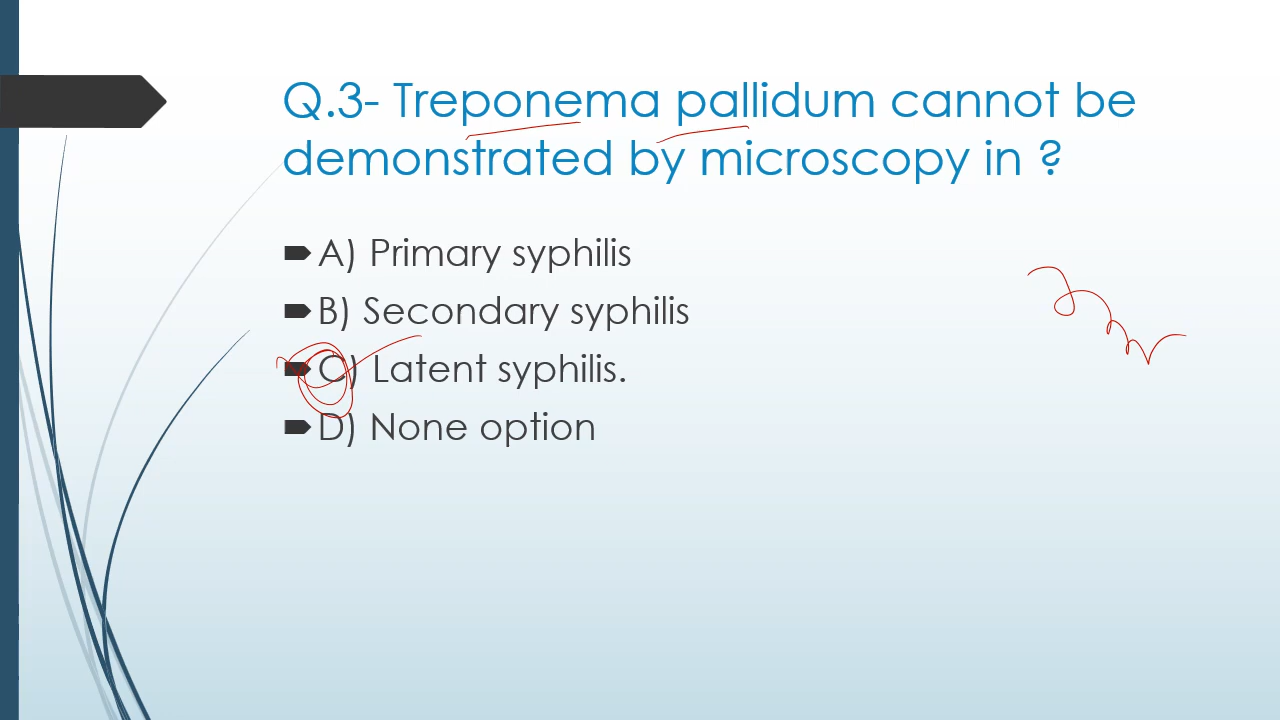 Q.3- Treponema pallidum cannot be
demonstrated by microscopy in ?
A) Primary syphilis
B) Secondary syphilis
C) Latent syphilis.
D) None option